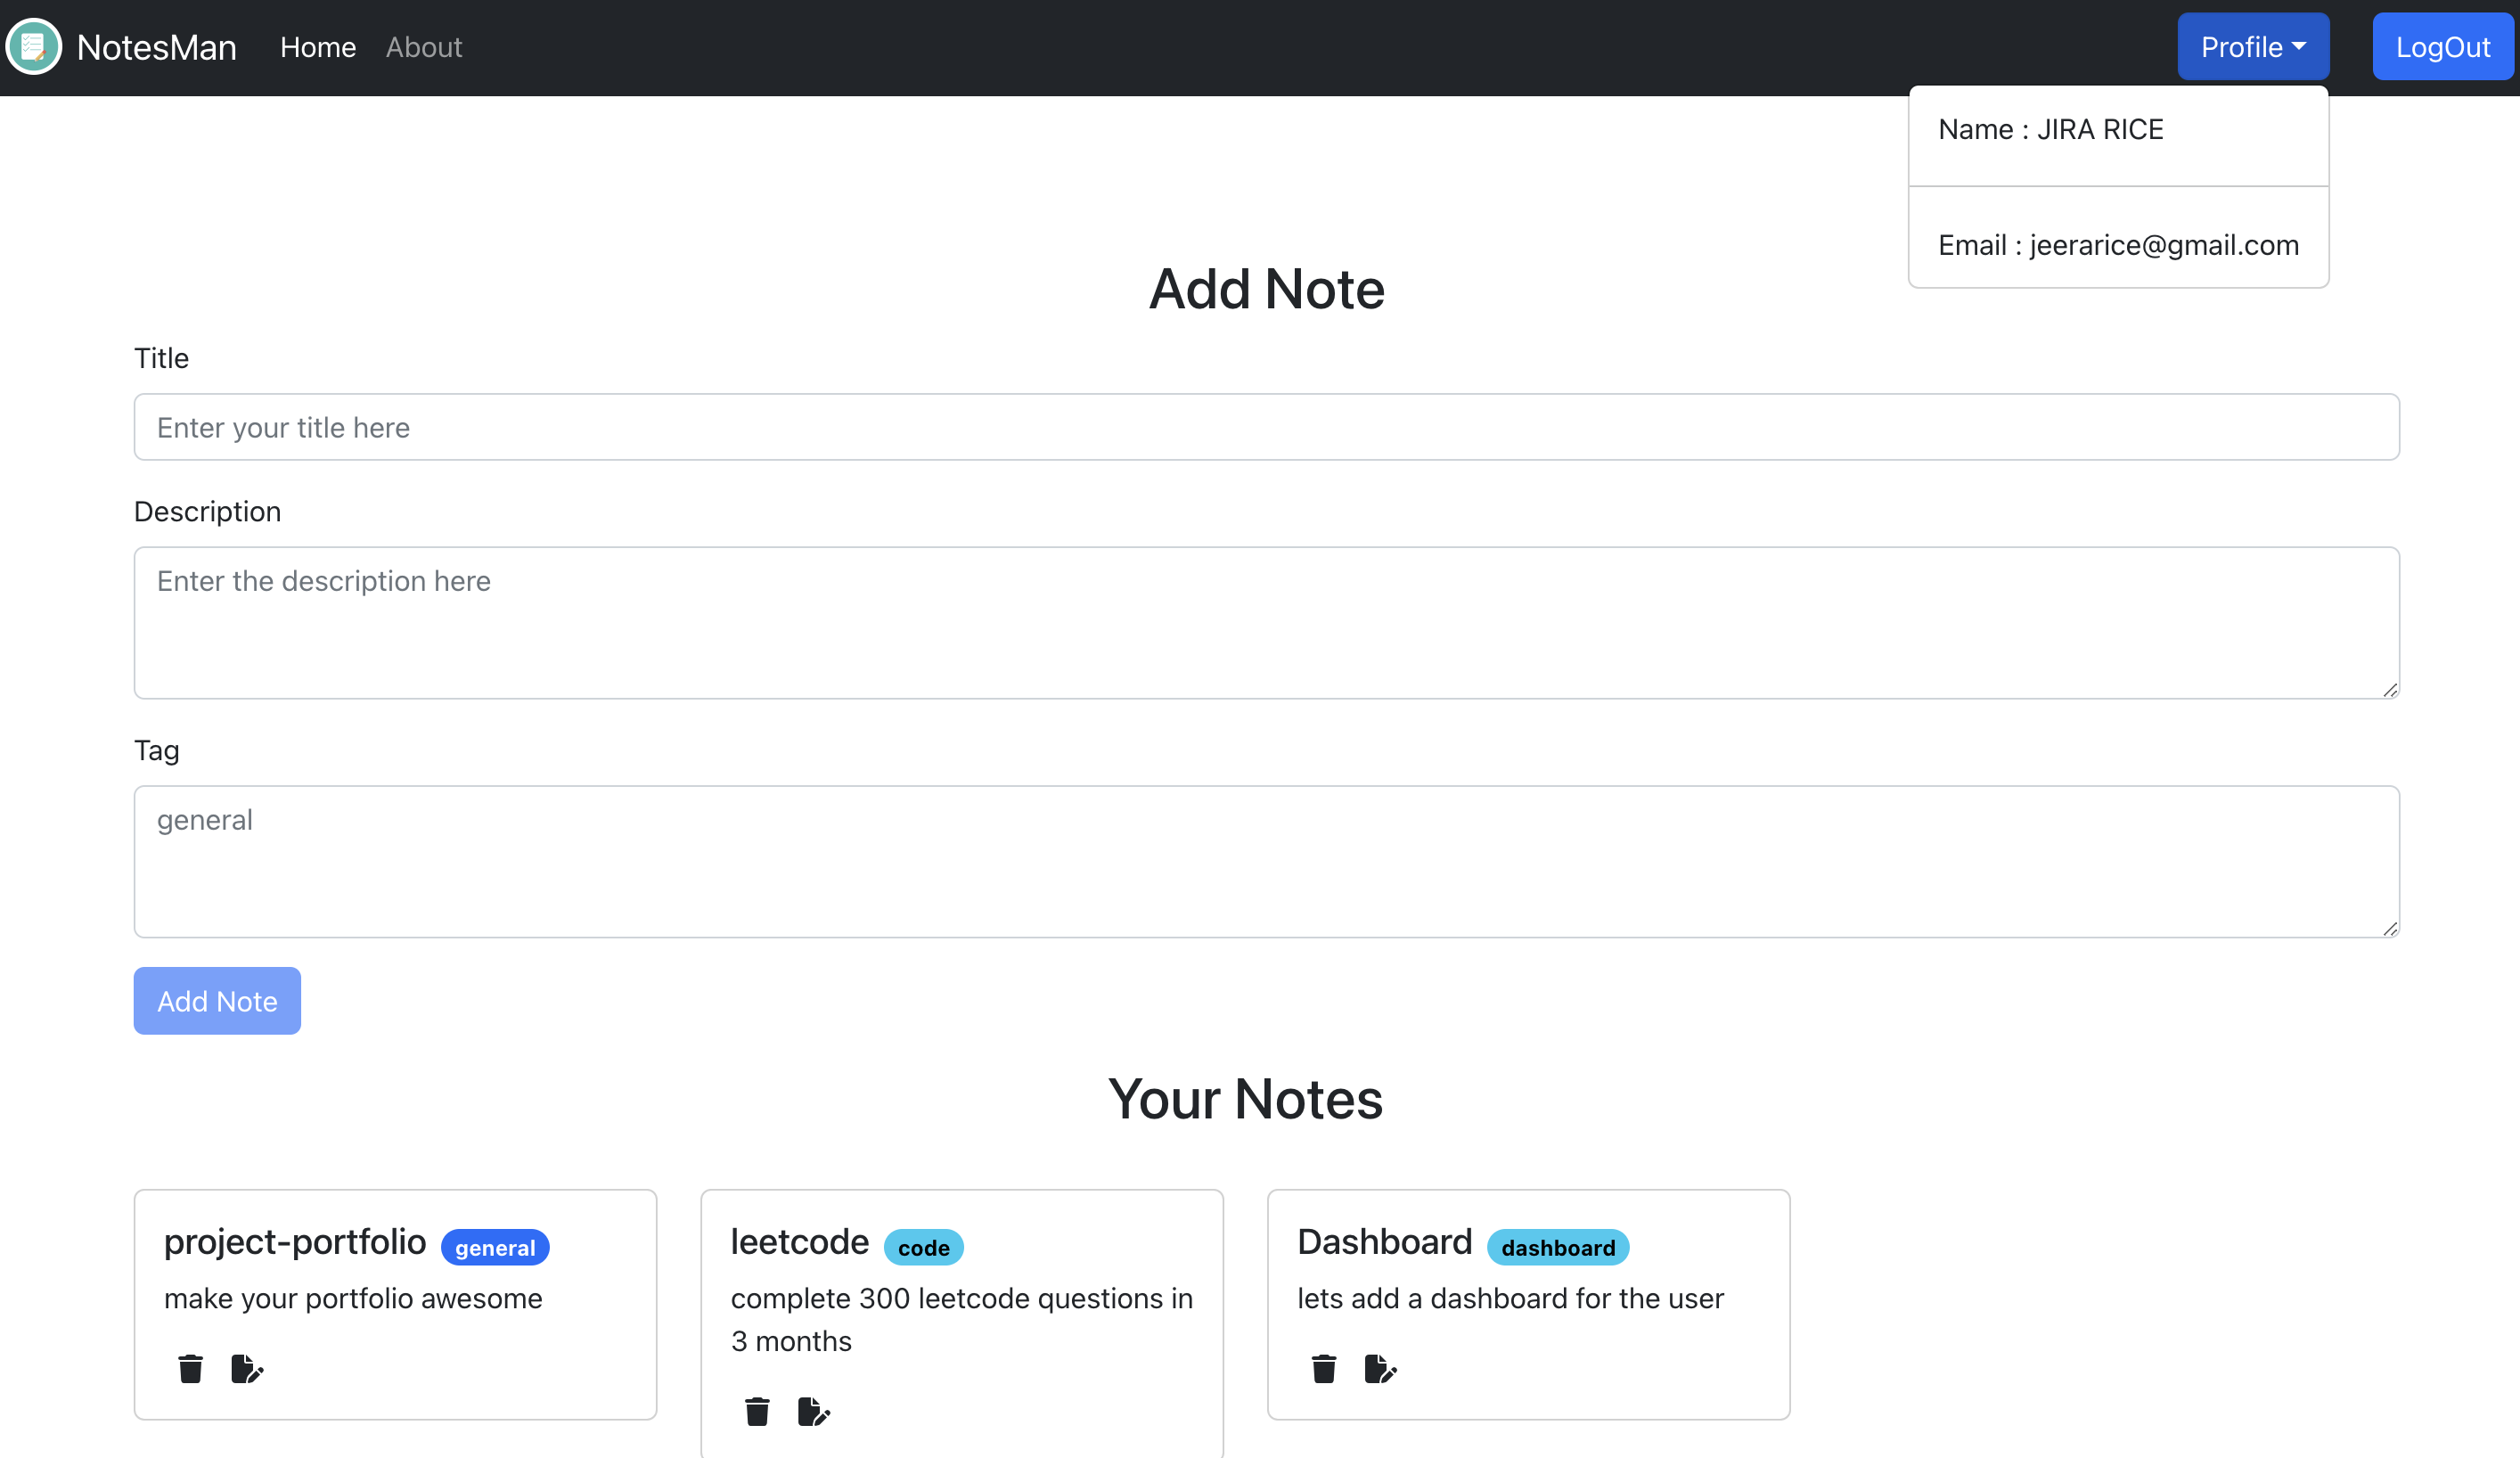 NotesMan Home About Profile LogOut
Name : JIRA RICE
Email : jeerarice@gmail.com
Add Note
Title
Enter your title here
Description
Enter the description here
Tag
general
Add Note
Your Notes
project-portfolio general
make your portfolio awesome
leetcode code
complete 300 leetcode questions in
3 months
Dashboard dashboard
lets add a dashboard for the user